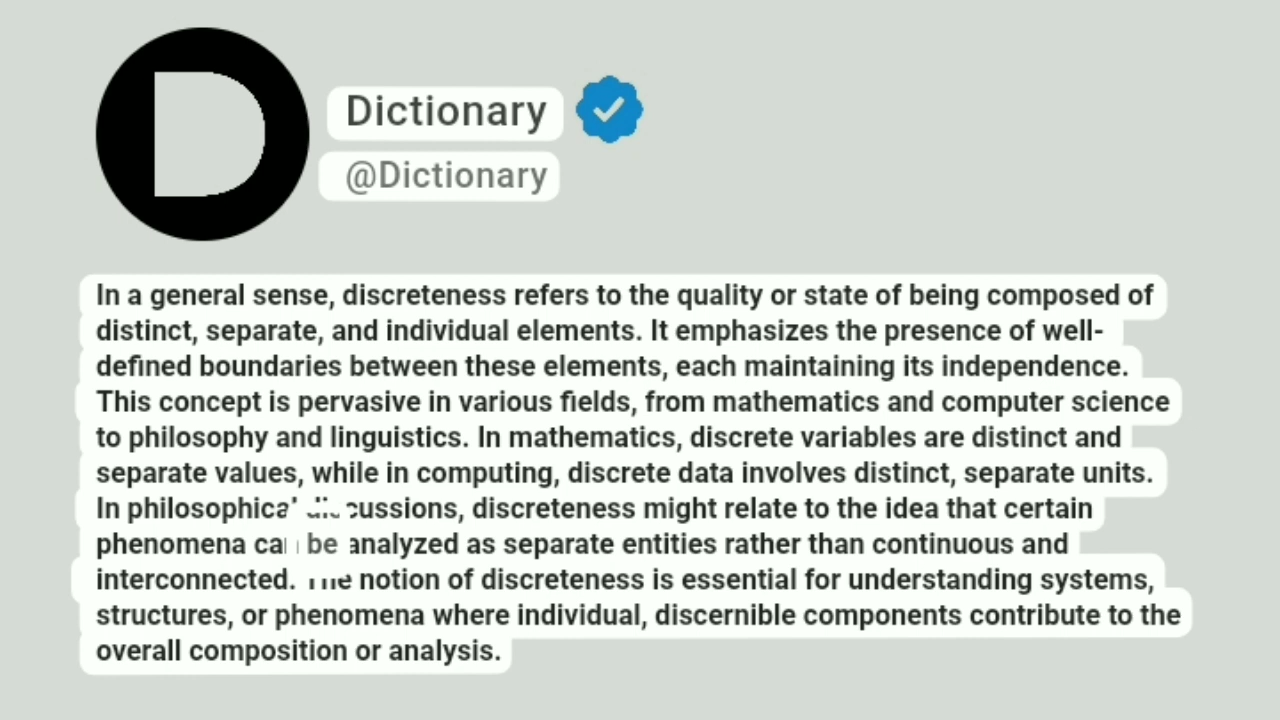 D
Dictionary
@Dictionary
In a general sense, discreteness refers to the quality or state of being composed of
distinct, separate, and individual elements. It emphasizes the presence of well-
defined boundaries between these elements, each maintaining its independence.
This concept is pervasive in various fields, from mathematics and computer science
to philosophy and linguistics. In mathematics, discrete variables are distinct and
separate values, while in computing, discrete data involves distinct, separate units.
In philosophical discussions, discreteness might relate to the idea that certain
phenomena can be analyzed as separate entities rather than continuous and
interconnected. The notion of discreteness is essential for understanding systems,
structures, or phenomena where individual, discernible components contribute to the
overall composition or analysis.